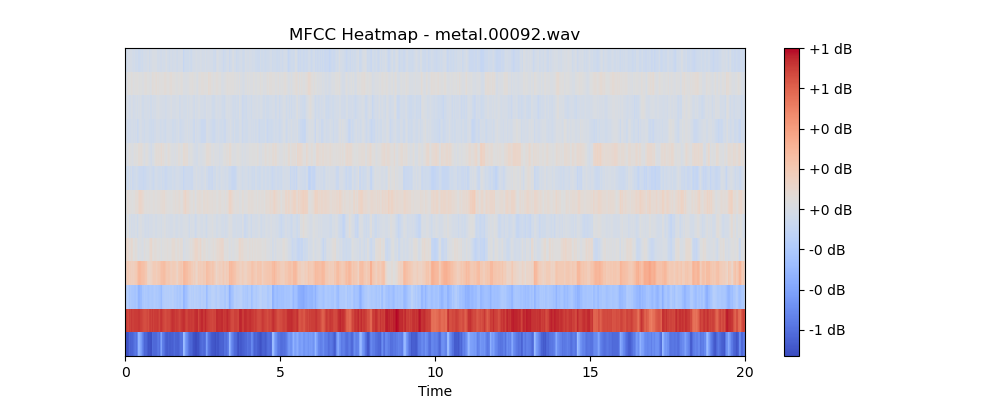 MFCC Heatmap - metal.00092.wav
+1 dB
+1 dB
+0 dB
+0 dB
+0 dB
-0 dB
-0 dB
-1 dB
0 5 10 15 20
Time